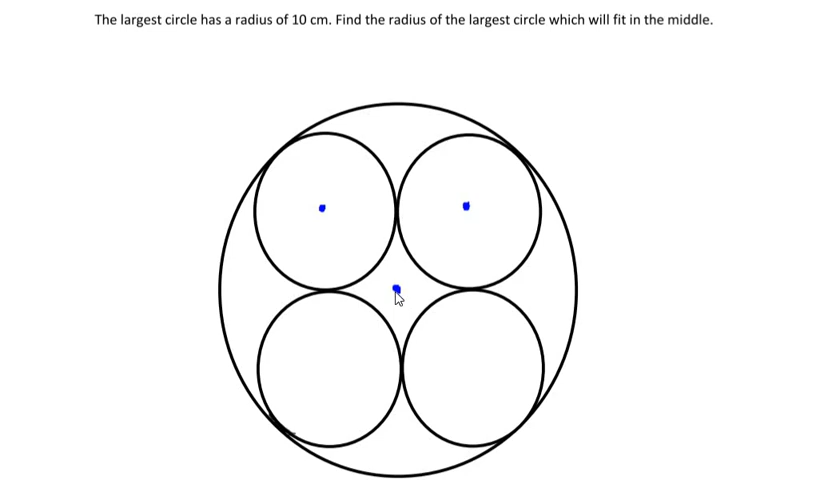 The largest circle has a radius of 10 cm. Find the radius of the largest circle which will fit in the middle.